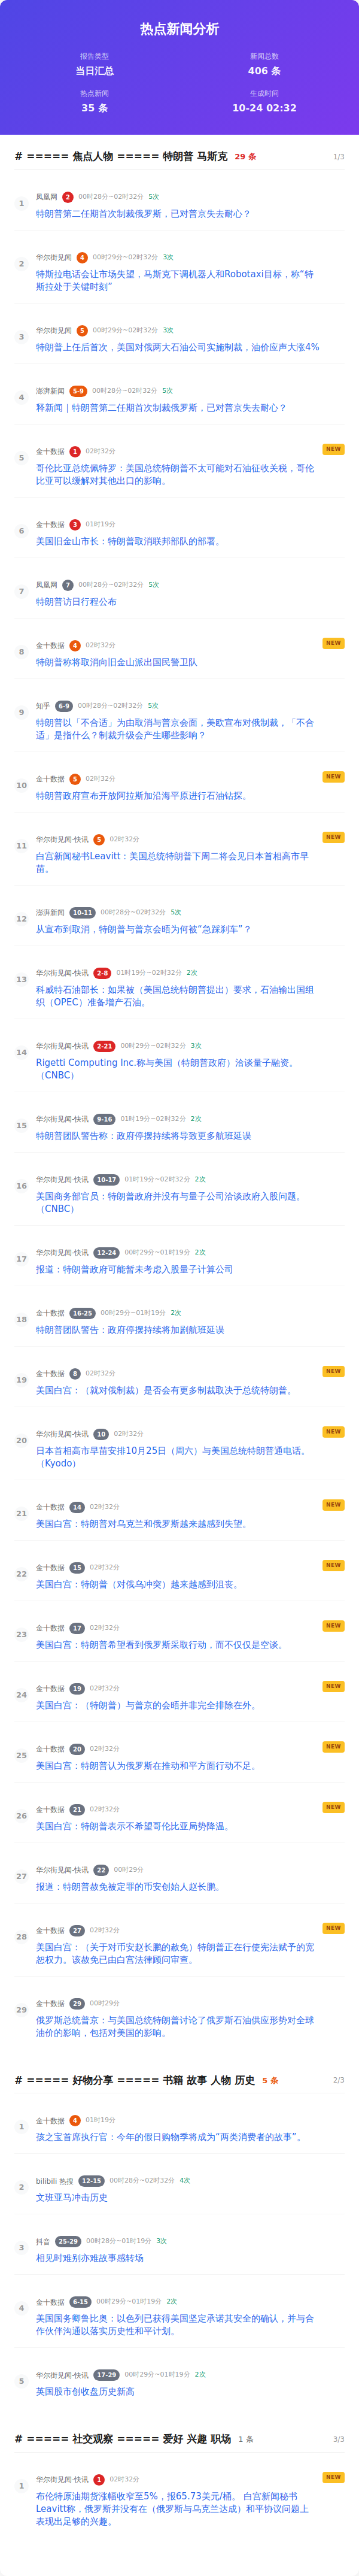 热点新闻分析
报告类型
当日汇总
新闻总数
406 条
热点新闻
35 条
生成时间
10-24 02:32
# ===== 焦点人物 ===== 特朗普 马斯克 29 条 1/3
1
凤凰网 2 00时28分~02时32分 5次
特朗普第二任期首次制裁俄罗斯，已对普京失去耐心？
2
华尔街见闻 4 00时29分~02时32分 3次
特斯拉电话会让市场失望，马斯克下调机器人和Robotaxi目标，称“特
斯拉处于关键时刻”
3
华尔街见闻 5 00时29分~02时32分 3次
特朗普上任后首次，美国对俄两大石油公司实施制裁，油价应声大涨4%
4
澎湃新闻 5-9 00时28分~02时32分 5次
释新闻｜特朗普第二任期首次制裁俄罗斯，已对普京失去耐心？
5
金十数据 1 02时32分 NEW
哥伦比亚总统佩特罗：美国总统特朗普不太可能对石油征收关税，哥伦
比亚可以缓解对其他出口的影响。
6
金十数据 3 01时19分
美国旧金山市长：特朗普取消联邦部队的部署。
7
凤凰网 7 00时28分~02时32分 5次
特朗普访日行程公布
8
金十数据 4 02时32分 NEW
特朗普称将取消向旧金山派出国民警卫队
9
知乎 6-9 00时28分~02时32分 5次
特朗普以「不合适」为由取消与普京会面，美欧宣布对俄制裁，「不合
适」是指什么？制裁升级会产生哪些影响？
10
金十数据 5 02时32分 NEW
特朗普政府宣布开放阿拉斯加沿海平原进行石油钻探。
11
华尔街见闻-快讯 5 02时32分 NEW
白宫新闻秘书Leavitt：美国总统特朗普下周二将会见日本首相高市早
苗。
12
澎湃新闻 10-11 00时28分~02时32分 5次
从宣布到取消，特朗普与普京会晤为何被“急踩刹车”？
13
华尔街见闻-快讯 2-8 01时19分~02时32分 2次
科威特石油部长：如果被（美国总统特朗普提出）要求，石油输出国组
织（OPEC）准备增产石油。
14
华尔街见闻-快讯 2-21 00时29分~02时32分 3次
Rigetti Computing Inc.称与美国（特朗普政府）洽谈量子融资。
（CNBC）
15
华尔街见闻-快讯 9-16 01时19分~02时32分 2次
特朗普团队警告称：政府停摆持续将导致更多航班延误
16
华尔街见闻-快讯 10-17 01时19分~02时32分 2次
美国商务部官员：特朗普政府并没有与量子公司洽谈政府入股问题。
（CNBC）
17
华尔街见闻-快讯 12-24 00时29分~01时19分 2次
报道：特朗普政府可能暂未考虑入股量子计算公司
18
金十数据 16-25 00时29分~01时19分 2次
特朗普团队警告：政府停摆持续将加剧航班延误
19
金十数据 8 02时32分 NEW
美国白宫：（就对俄制裁）是否会有更多制裁取决于总统特朗普。
20
华尔街见闻-快讯 10 02时32分 NEW
日本首相高市早苗安排10月25日（周六）与美国总统特朗普通电话。
（Kyodo）
21
金十数据 14 02时32分 NEW
美国白宫：特朗普对乌克兰和俄罗斯越来越感到失望。
22
金十数据 15 02时32分 NEW
美国白宫：特朗普（对俄乌冲突）越来越感到沮丧。
23
金十数据 17 02时32分 NEW
美国白宫：特朗普希望看到俄罗斯采取行动，而不仅仅是空谈。
24
金十数据 19 02时32分 NEW
美国白宫：（特朗普）与普京的会晤并非完全排除在外。
25
金十数据 20 02时32分 NEW
美国白宫：特朗普认为俄罗斯在推动和平方面行动不足。
26
金十数据 21 02时32分 NEW
美国白宫：特朗普表示不希望哥伦比亚局势降温。
27
华尔街见闻-快讯 22 00时29分
报道：特朗普赦免被定罪的币安创始人赵长鹏。
28
金十数据 27 02时32分 NEW
美国白宫：（关于对币安赵长鹏的赦免）特朗普正在行使宪法赋予的宽
恕权力。该赦免已由白宫法律顾问审查。
29
金十数据 29 00时29分
俄罗斯总统普京：与美国总统特朗普讨论了俄罗斯石油供应形势对全球
油价的影响，包括对美国的影响。
# ===== 好物分享 ===== 书籍 故事 人物 历史 5 条 2/3
1
金十数据 4 01时19分
孩之宝首席执行官：今年的假日购物季将成为“两类消费者的故事”。
2
bilibili 热搜 12-15 00时28分~02时32分 4次
文班亚马冲击历史
3
抖音 25-29 00时28分~01时19分 3次
相见时难别亦难故事感转场
4
金十数据 6-15 00时29分~01时19分 2次
美国国务卿鲁比奥：以色列已获得美国坚定承诺其安全的确认，并与合
作伙伴沟通以落实历史性和平计划。
5
华尔街见闻-快讯 17-29 00时29分~01时19分 2次
英国股市创收盘历史新高
# ===== 社交观察 ===== 爱好 兴趣 职场 1 条 3/3
1
华尔街见闻-快讯 1 02时32分 NEW
布伦特原油期货涨幅收窄至5%，报65.73美元/桶。 白宫新闻秘书
Leavitt称，俄罗斯并没有在（俄罗斯与乌克兰达成）和平协议问题上
表现出足够的兴趣。